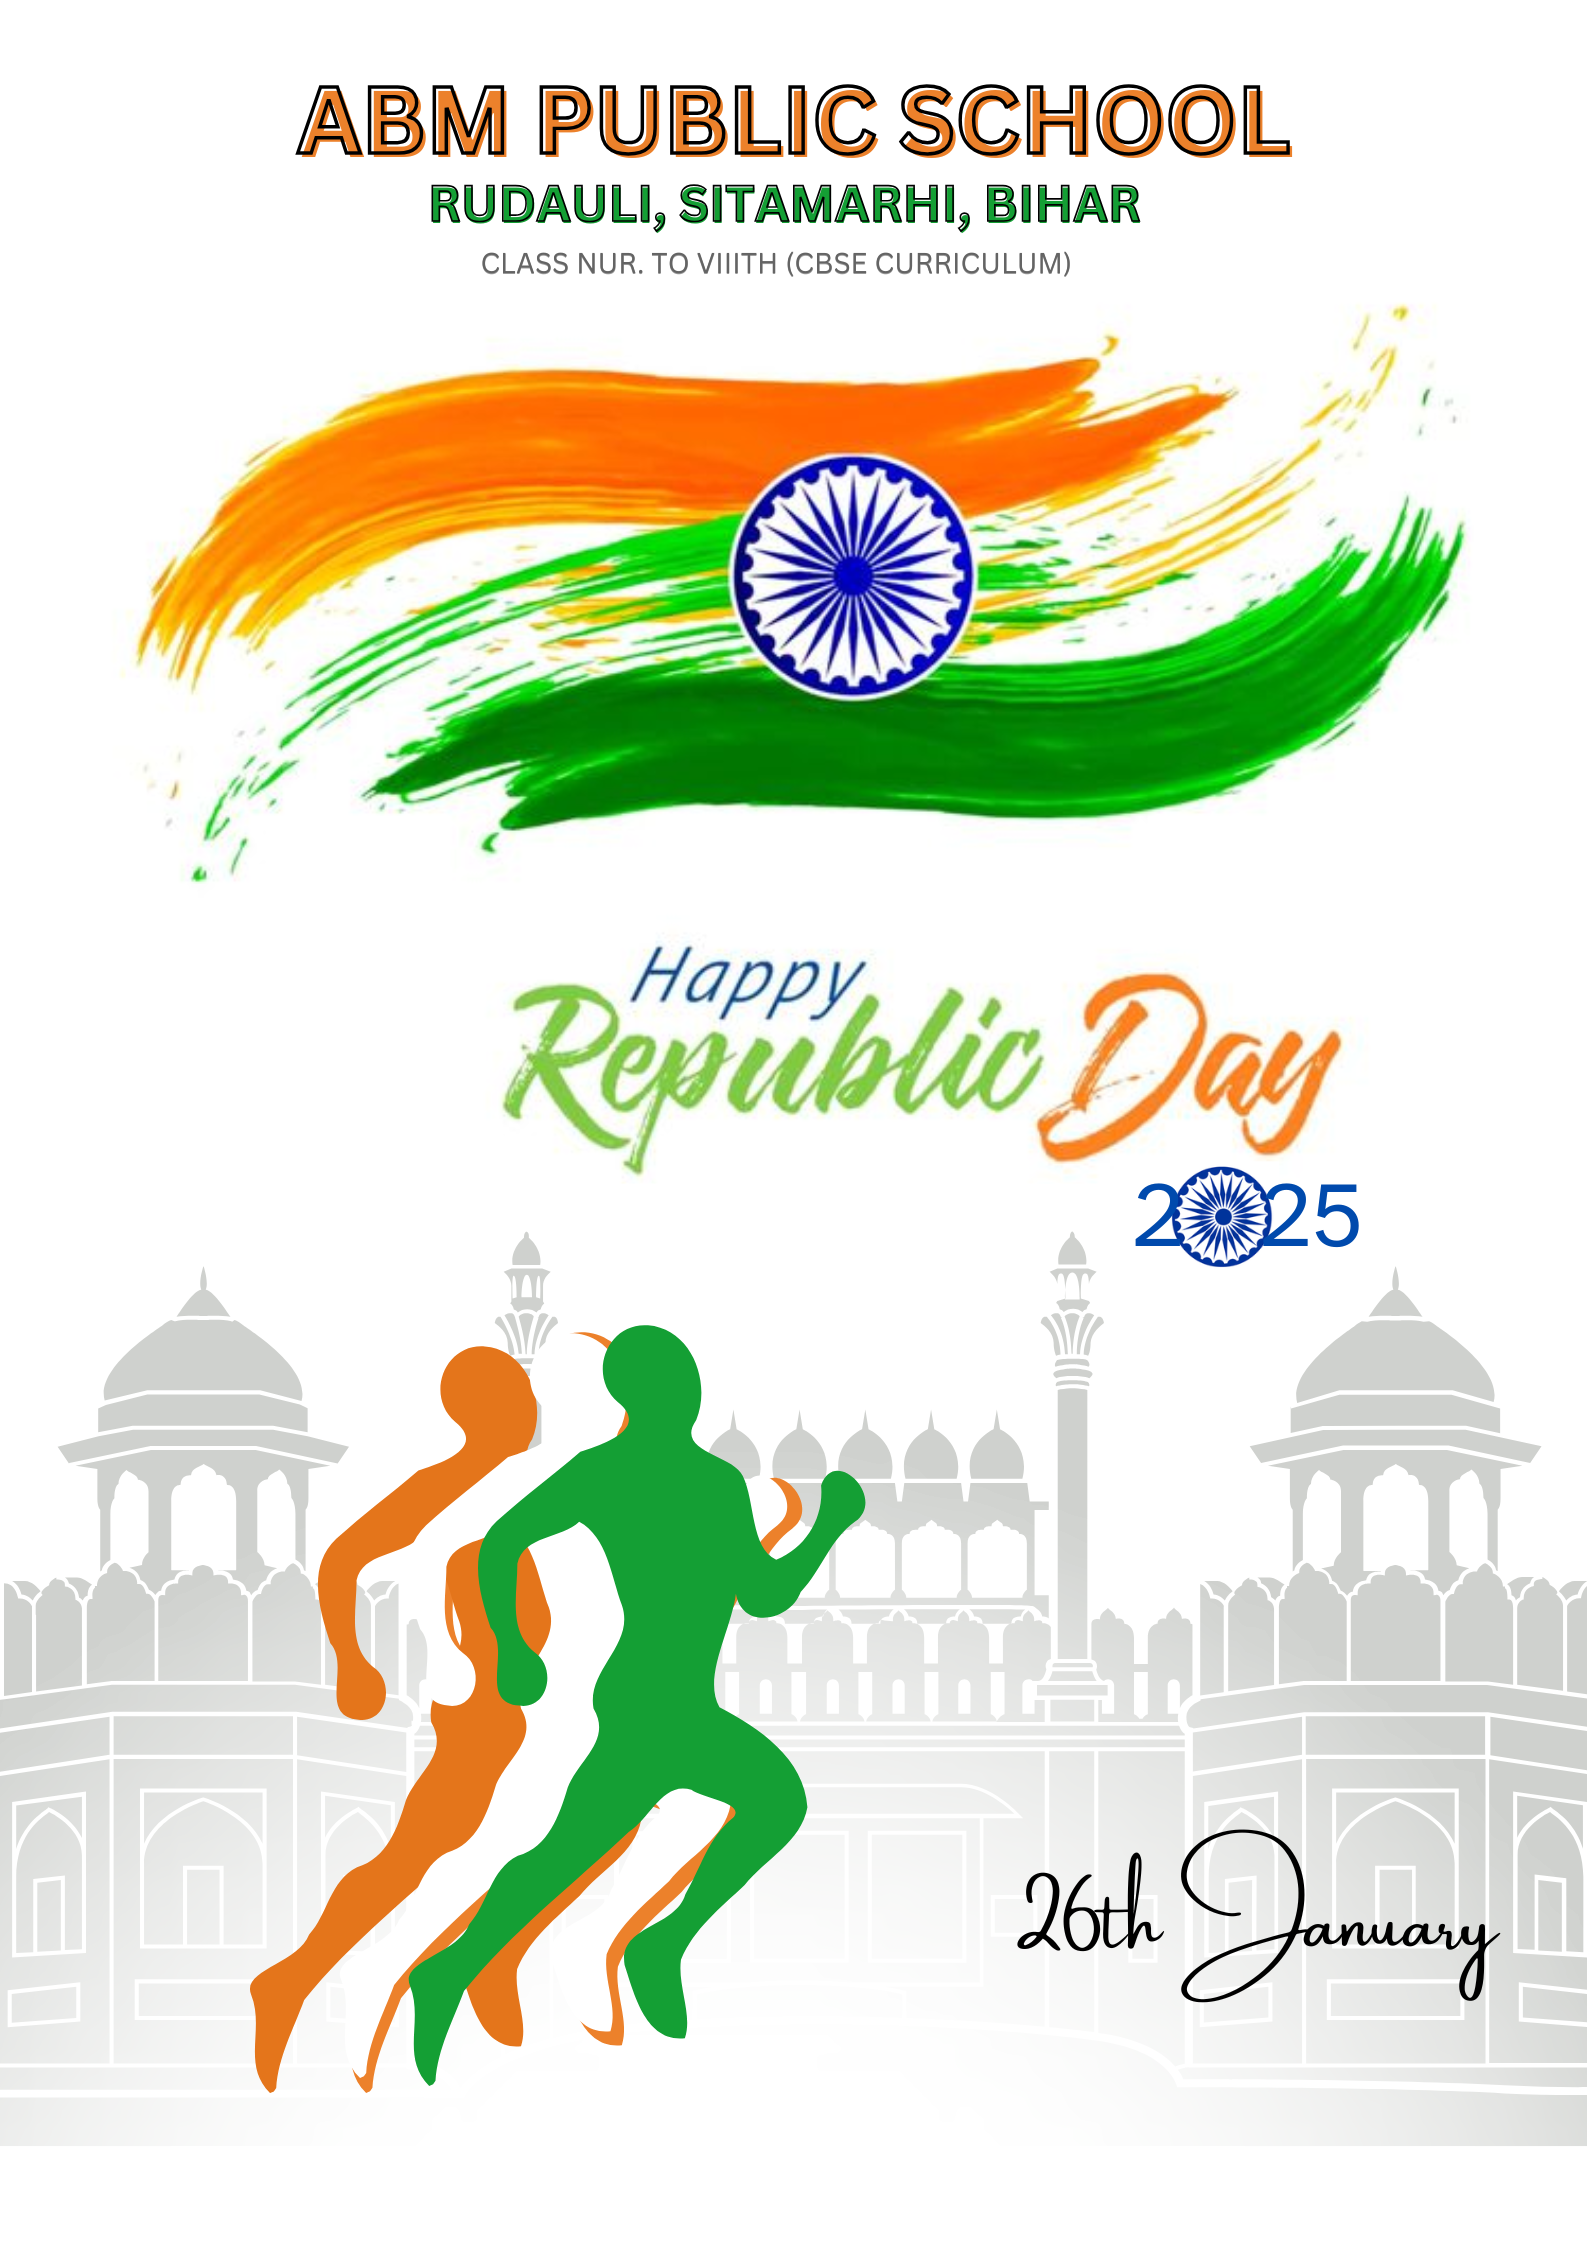 ABM PUBLIC SCHOOL
RUDAULI, SITAMARHI, BIHAR
CLASS NUR. TO VIIITH (CBSE CURRICULUM)
Happy
Republic Day
2025
26th January